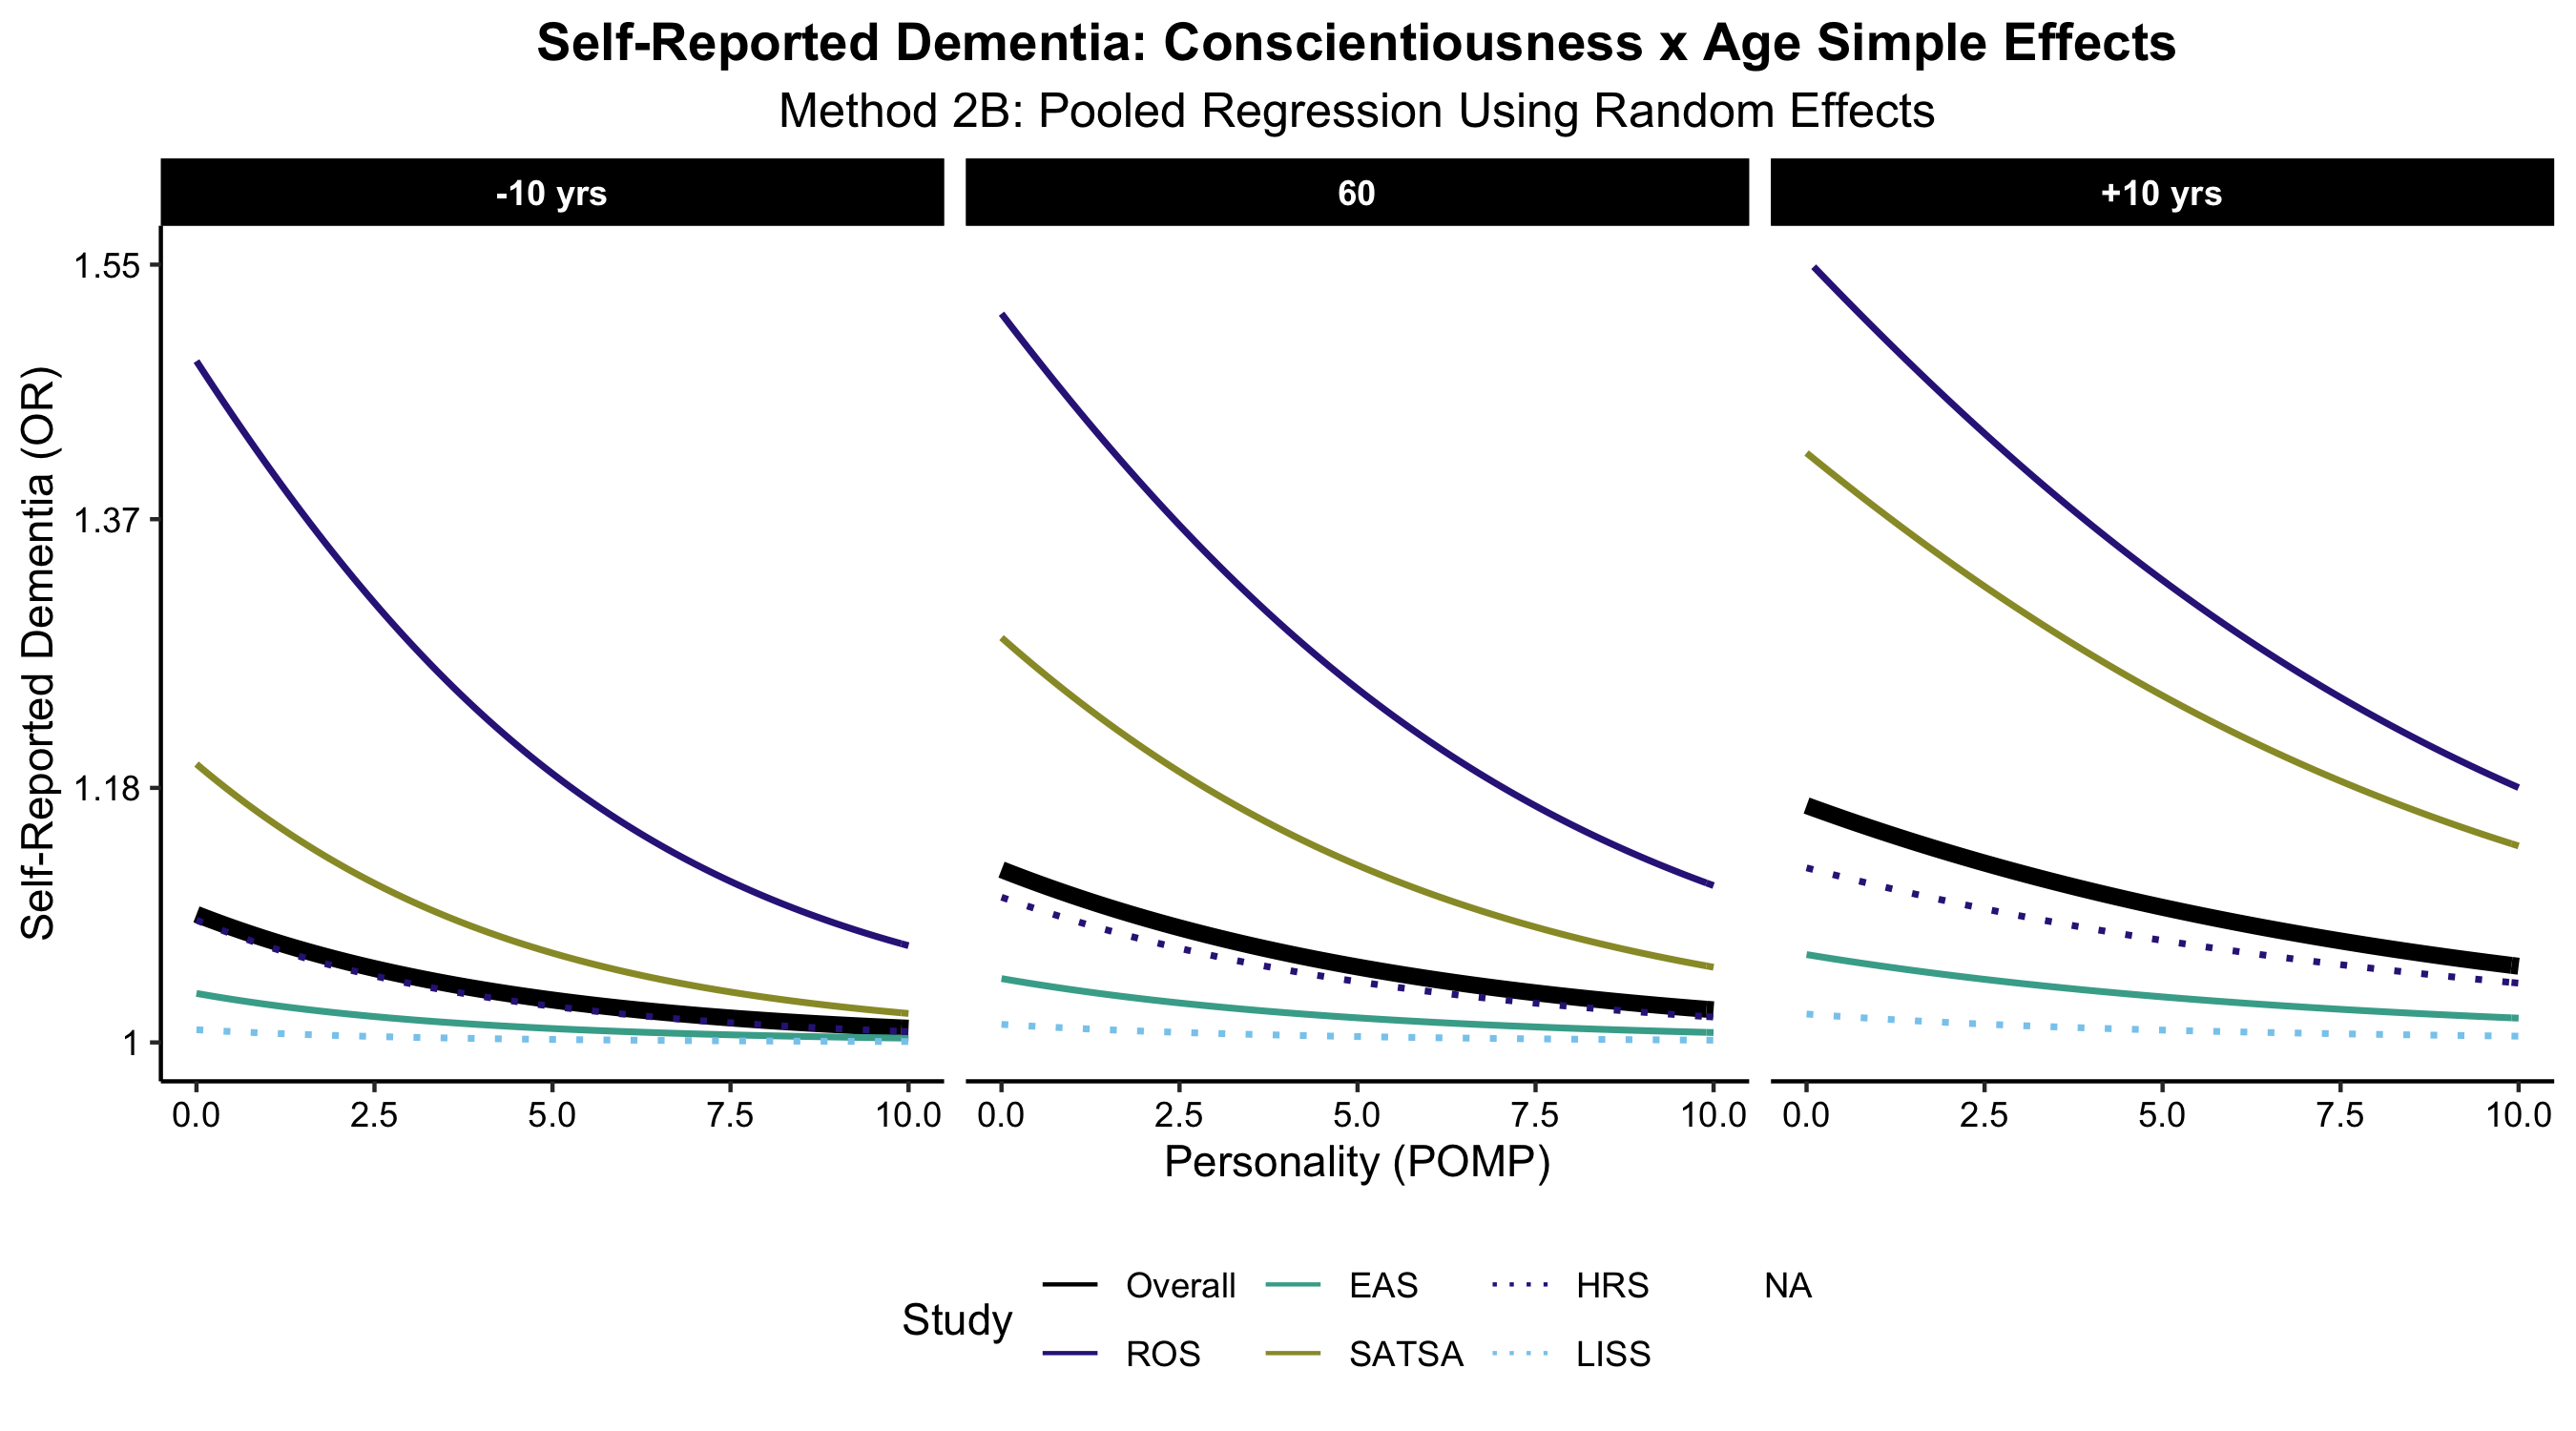 Self-Reported Dementia: Conscientiousness x Age Simple Effects
Method 2B: Pooled Regression Using Random Effects
-10 yrs
60
+10 yrs
Self-Reported Dementia (OR)
1.55
1.37
1.18
1
0.0 2.5 5.0 7.5 10.0
0.0 2.5 5.0 7.5 10.0
0.0 2.5 5.0 7.5 10.0
Personality (POMP)
Study
Overall EAS HRS NA
ROS SATSA LISS